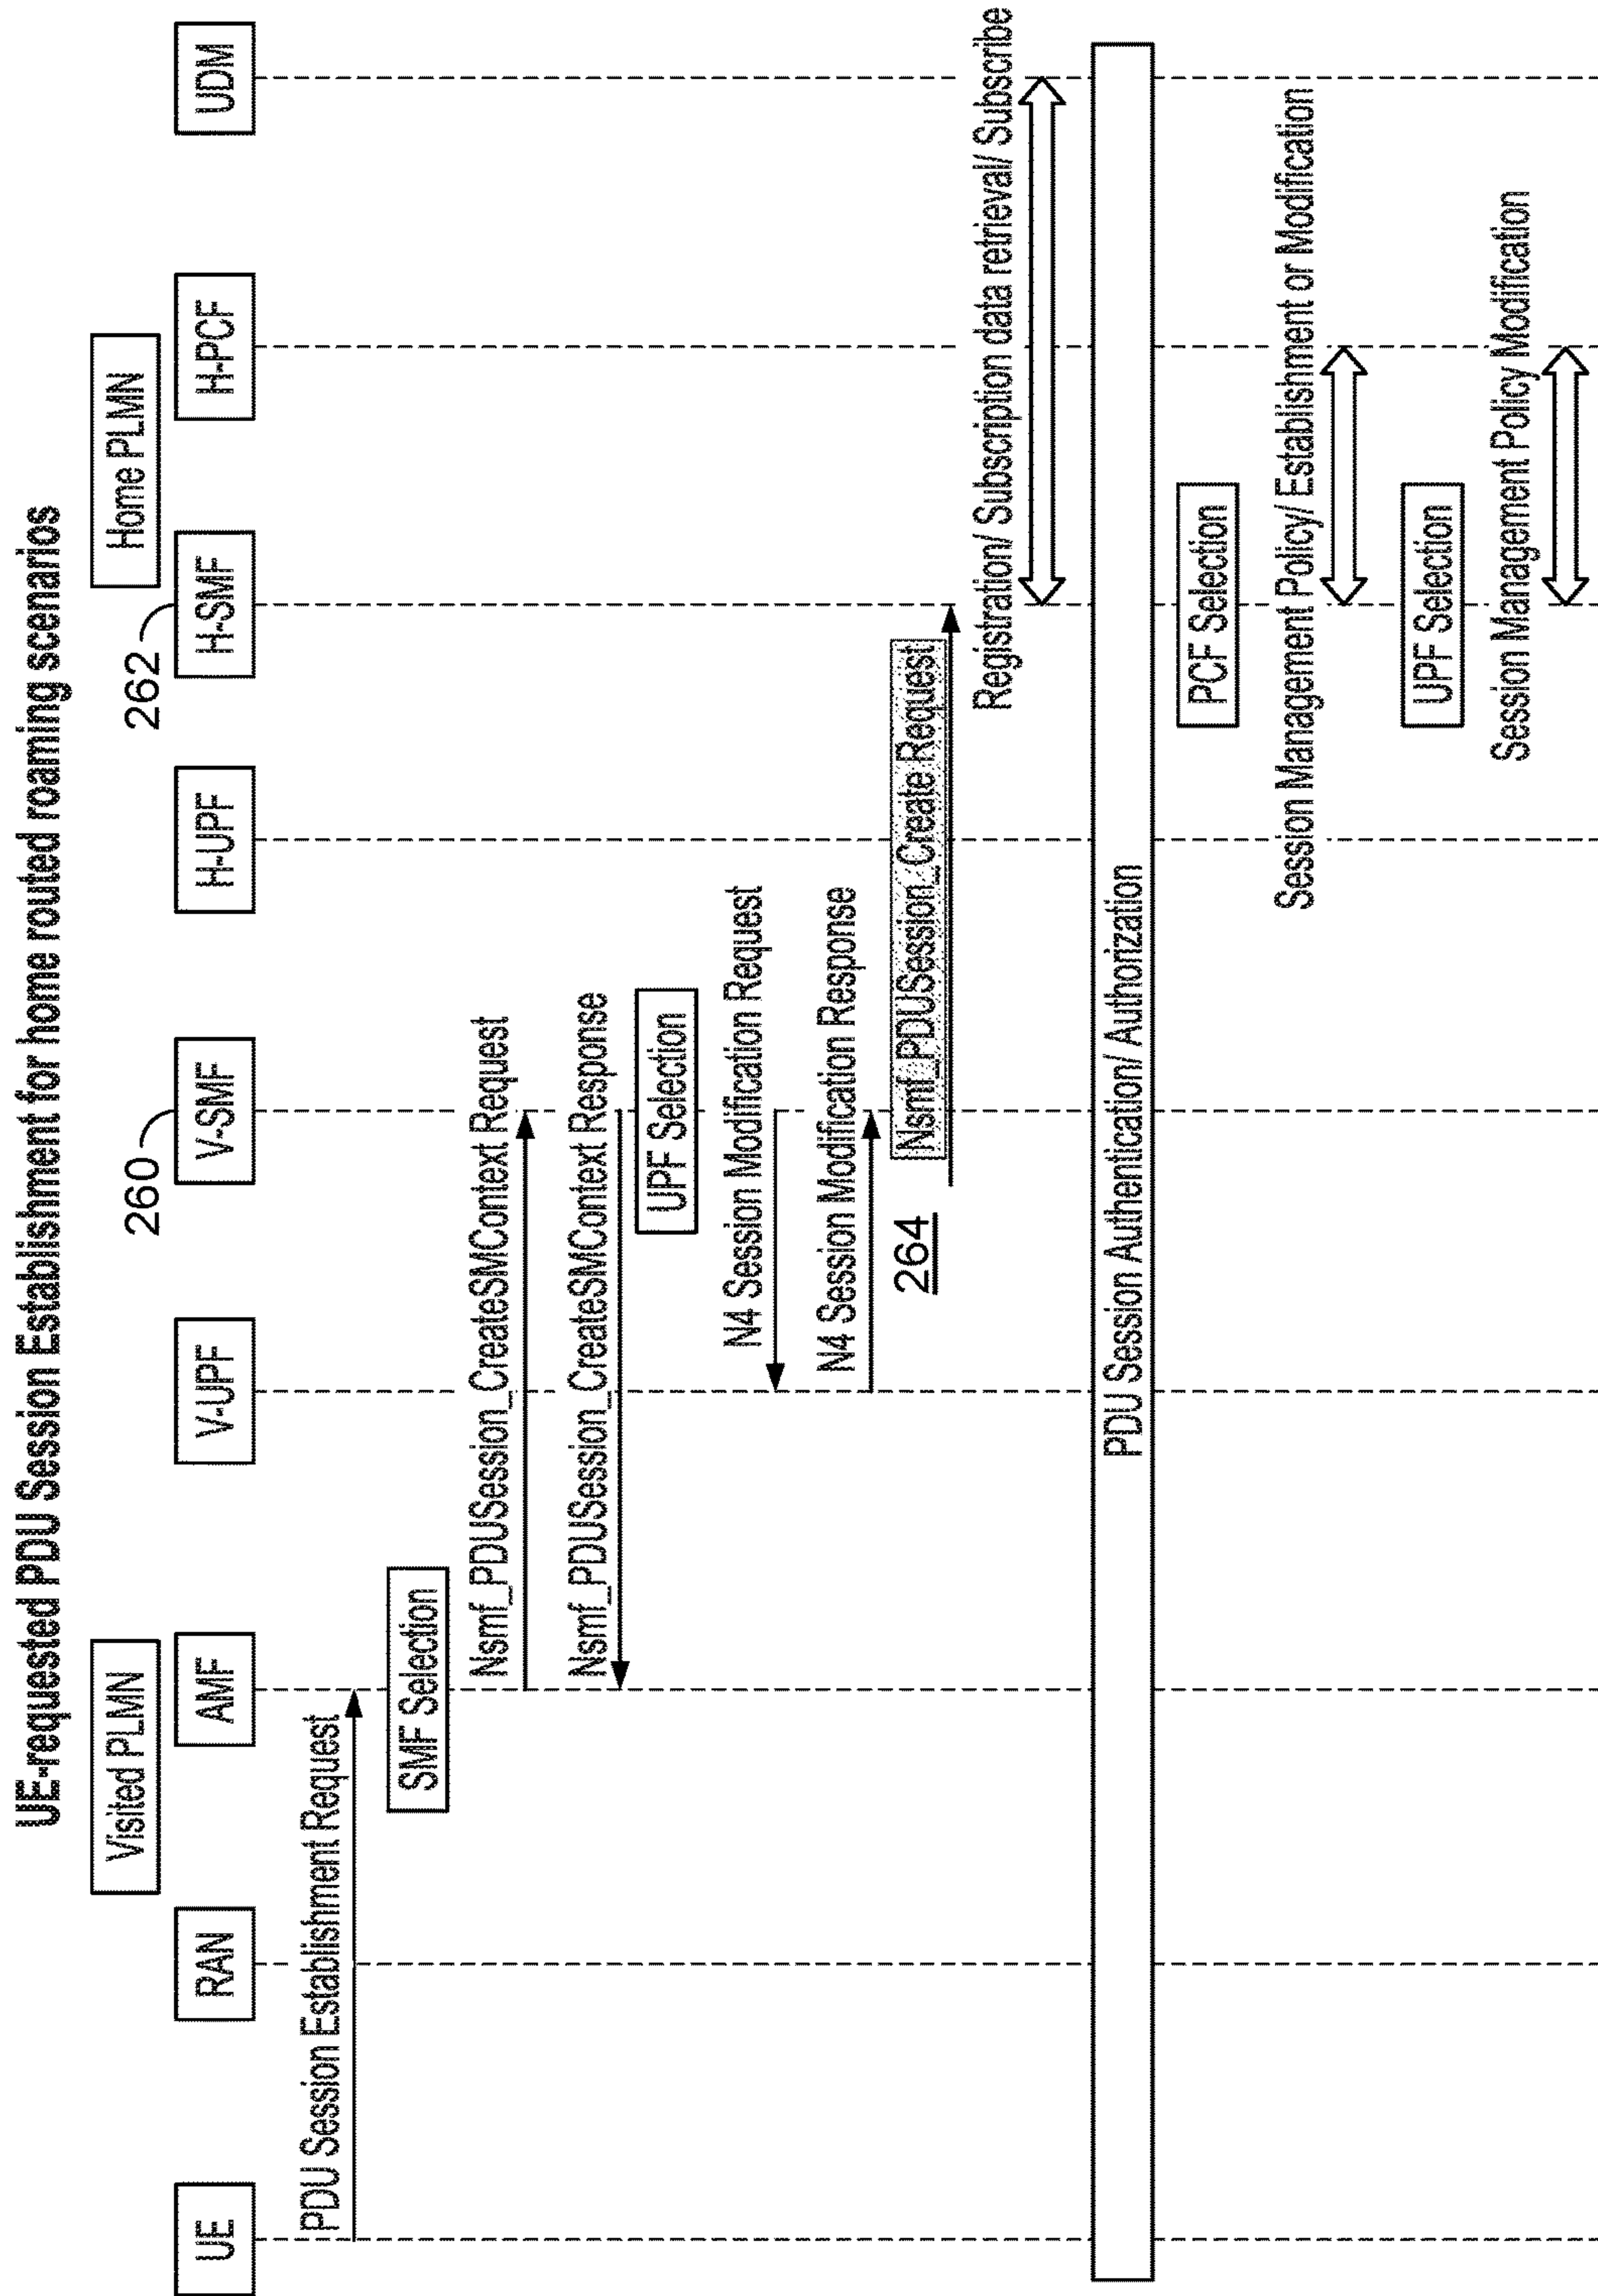 UE-requested PDU Session Establishment for home routed roaming scenarios
Visited PLMN
Home PLMN
260
262
UE
RAN
AMF
V-UPF
V-SMF
H-UPF
H-SMF
H-PCF
UDM
PDU Session Establishment Request
SMF Selection
Nsmf_PDUSession_CreateSMContext Request
Nsmf_PDUSession_CreateSMContext Response
UPF Selection
N4 Session Modification Request
N4 Session Modification Response
264
Nsmf_PDUSession_Create Request
Registration/ Subscription data retrieval/ Subscribe
PDU Session Authentication/ Authorization
PCF Selection
Session Management Policy/ Establishment or Modification
UPF Selection
Session Management Policy Modification